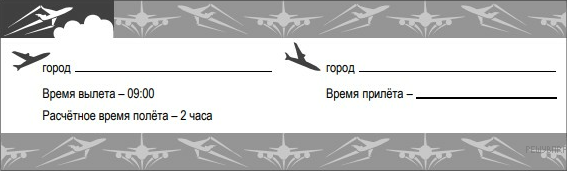 город
город
Время вылета – 09:00
Время прилёта –
Расчётное время полёта – 2 часа